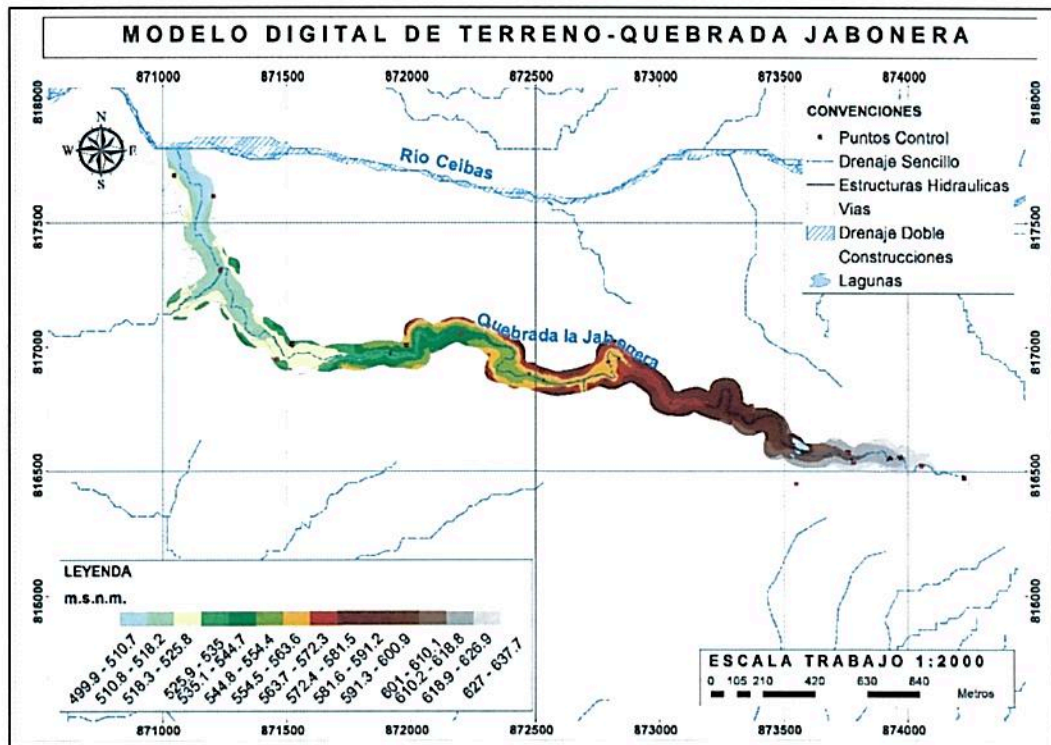 MODELO DIGITAL DE TERRENO-QUEBRADA JABONERA
871000 871500 872000 872500 873000 873500 874000
818000
818000
N
W E
S
CONVENCIONES
Puntos Control
Drenaje Sencillo
Estructuras Hidraulicas
Vias
Drenaje Doble
Construcciones
Lagunas
Rio Ceibas
817500
817500
Quebrada la Jabonera
817000
817000
816500
816500
816000
816000
LEYENDA
m.s.n.m.
499.9 - 510.7
510.8 - 518.2
518.3 - 525.8
525.9 - 535
535.1 - 544.7
544.8 - 554.4
554.5 - 563.6
563.7 - 572.3
572.4 - 581.5
581.6 - 591.2
591.3 - 600.9
601 - 610.1
610.2 - 618.8
618.9 - 626.9
627 - 637.7
ESCALA TRABAJO 1:2000
0 105 210 420 630 840
Metros
871000 871500 872000 872500 873000 873500 874000